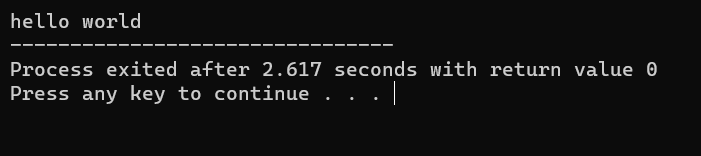 hello world
--------------------------------
Process exited after 2.617 seconds with return value 0
Press any key to continue . . .